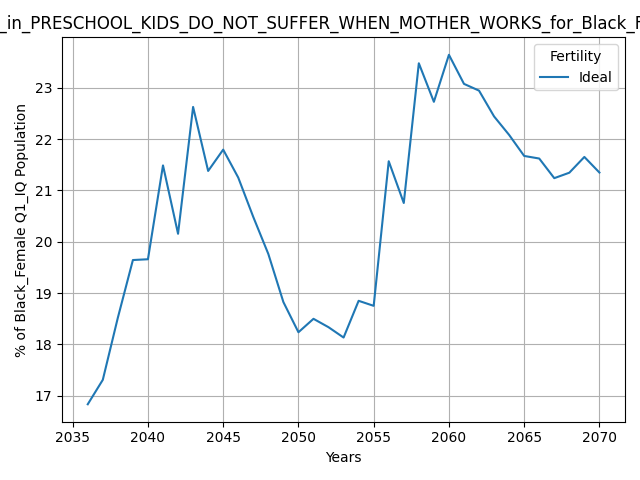 _in_PRESCHOOL_KIDS_DO_NOT_SUFFER_WHEN_MOTHER_WORKS_for_Black_F
Fertility
Ideal
% of Black_Female Q1_IQ Population
23
22
21
20
19
18
17
2035 2040 2045 2050 2055 2060 2065 2070
Years